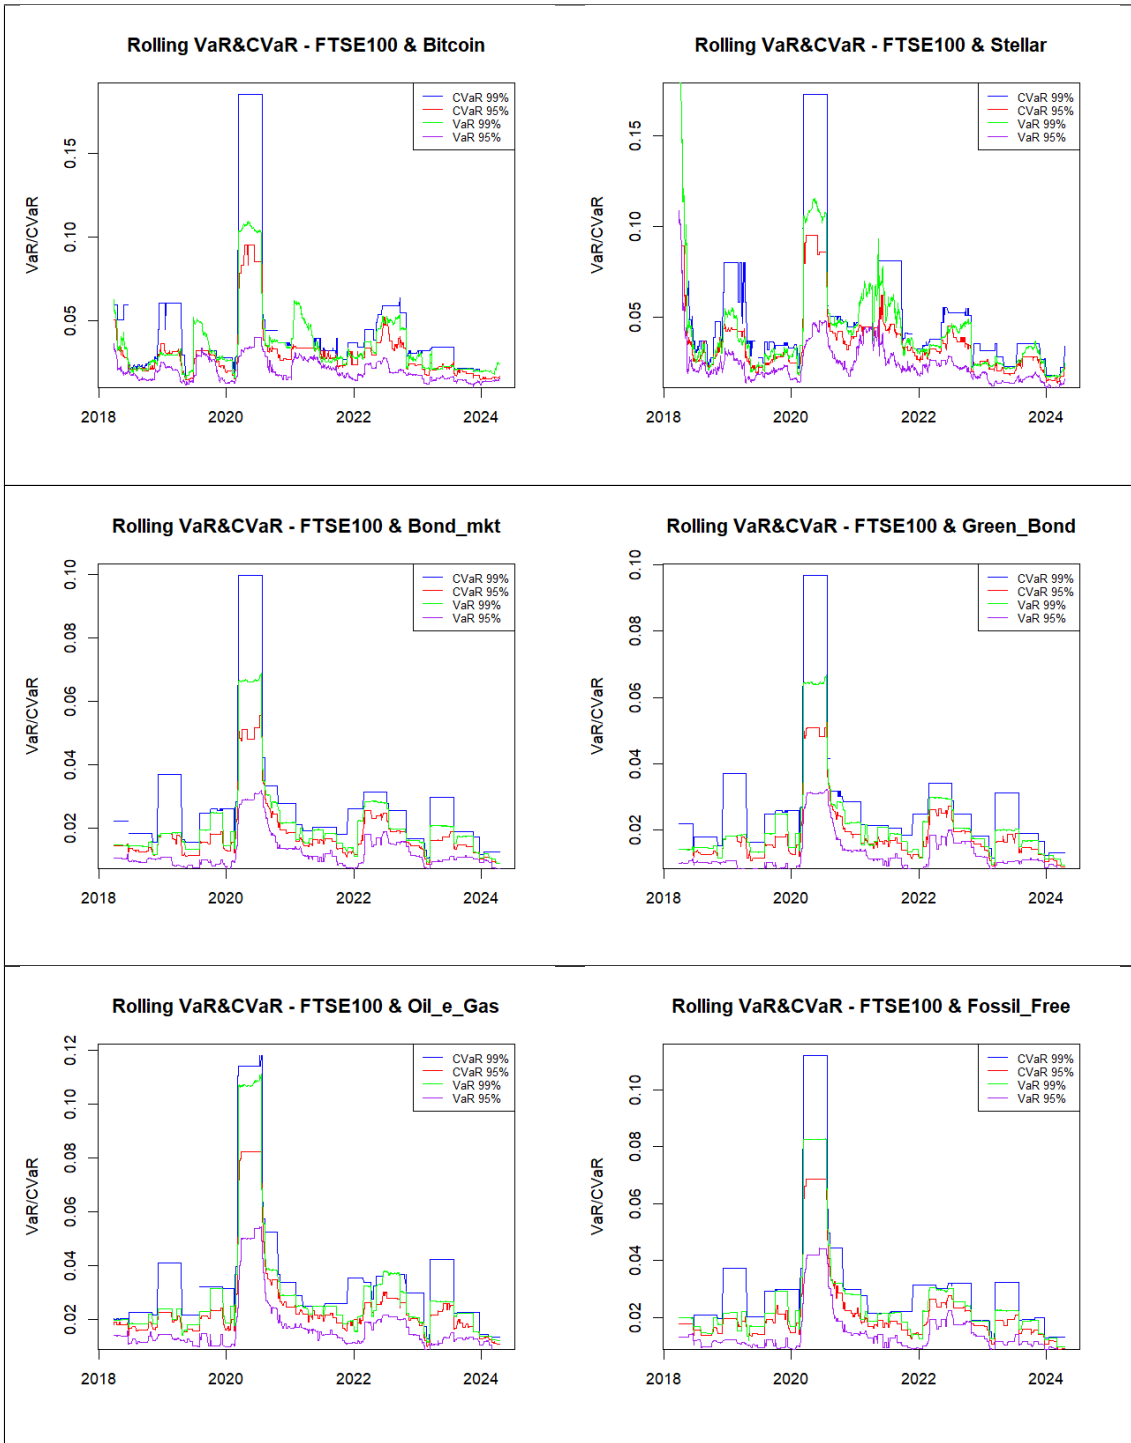 Rolling VaR&CVaR - FTSE100 & Bitcoin
VaR/CVaR
0.15
0.10
0.05
CVaR 99%
CVaR 95%
VaR 99%
VaR 95%
2018 2020 2022 2024
Rolling VaR&CVaR - FTSE100 & Stellar
VaR/CVaR
0.15
0.10
0.05
CVaR 99%
CVaR 95%
VaR 99%
VaR 95%
2018 2020 2022 2024
Rolling VaR&CVaR - FTSE100 & Bond_mkt
VaR/CVaR
0.10
0.08
0.06
0.04
0.02
CVaR 99%
CVaR 95%
VaR 99%
VaR 95%
2018 2020 2022 2024
Rolling VaR&CVaR - FTSE100 & Green_Bond
VaR/CVaR
0.10
0.08
0.06
0.04
0.02
CVaR 99%
CVaR 95%
VaR 99%
VaR 95%
2018 2020 2022 2024
Rolling VaR&CVaR - FTSE100 & Oil_e_Gas
VaR/CVaR
0.12
0.10
0.08
0.06
0.04
0.02
CVaR 99%
CVaR 95%
VaR 99%
VaR 95%
2018 2020 2022 2024
Rolling VaR&CVaR - FTSE100 & Fossil_Free
VaR/CVaR
0.10
0.08
0.06
0.04
0.02
CVaR 99%
CVaR 95%
VaR 99%
VaR 95%
2018 2020 2022 2024